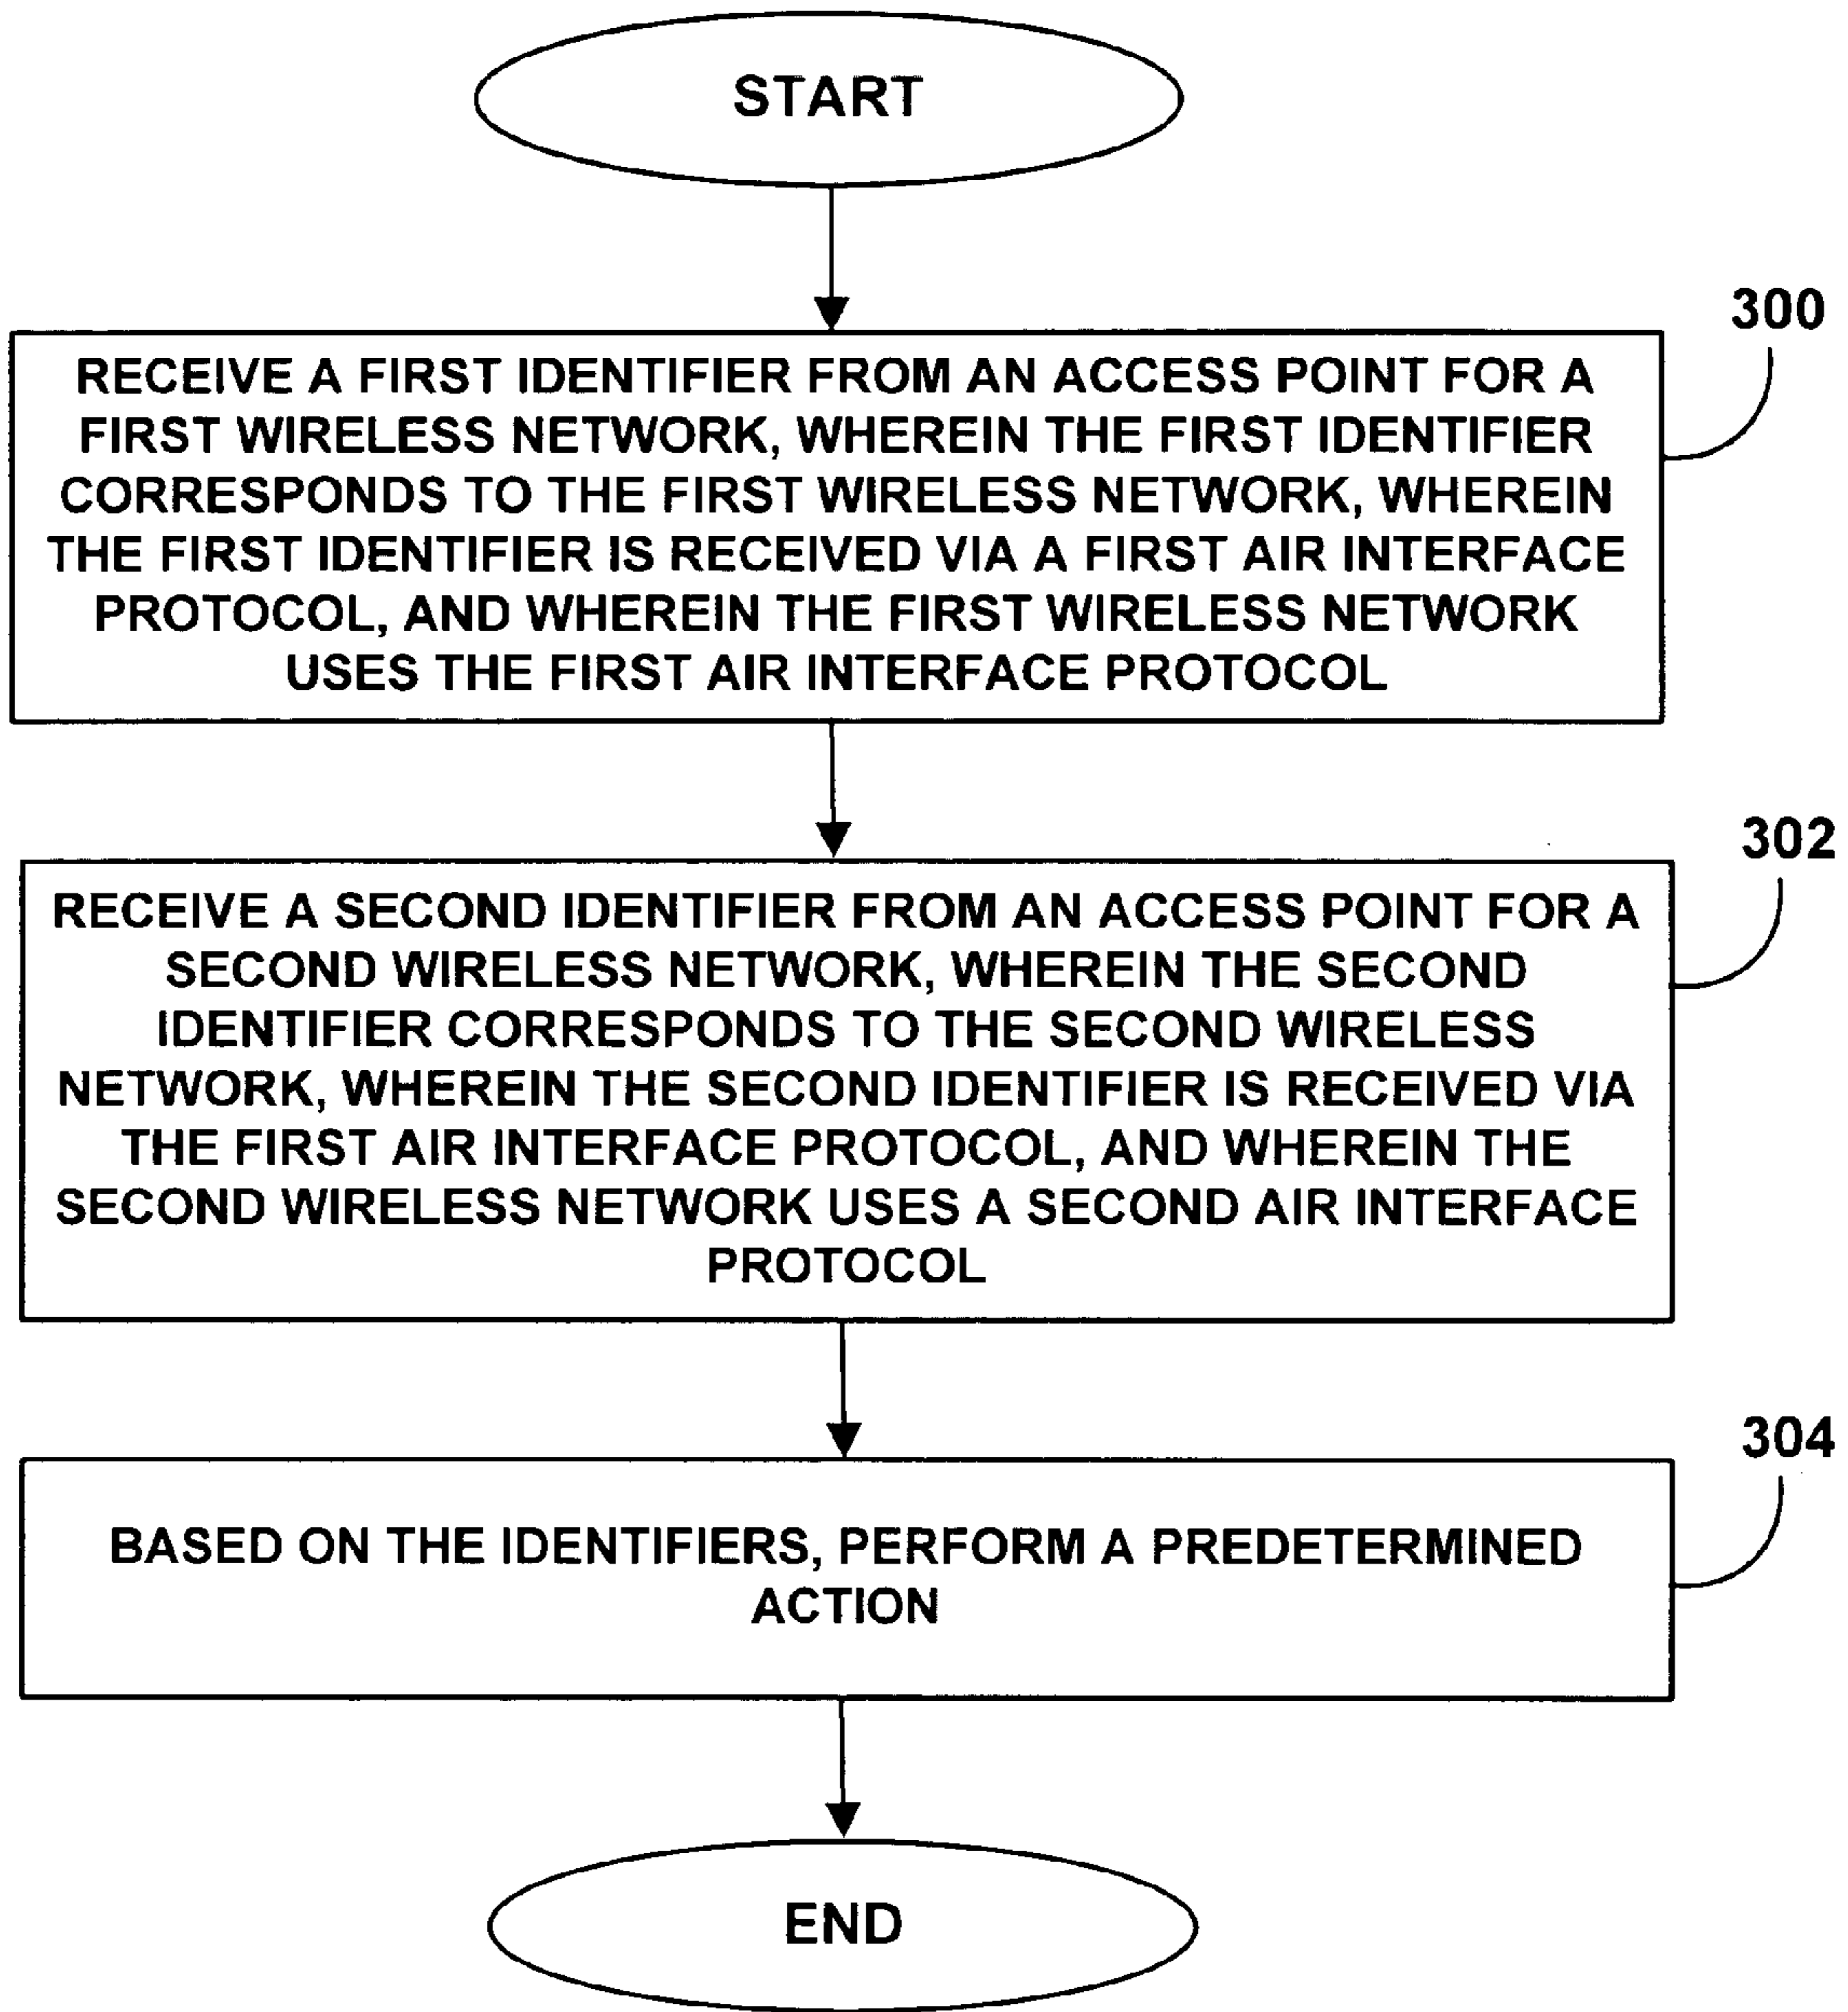 START
300
RECEIVE A FIRST IDENTIFIER FROM AN ACCESS POINT FOR A
FIRST WIRELESS NETWORK, WHEREIN THE FIRST IDENTIFIER
CORRESPONDS TO THE FIRST WIRELESS NETWORK, WHEREIN
THE FIRST IDENTIFIER IS RECEIVED VIA A FIRST AIR INTERFACE
PROTOCOL, AND WHEREIN THE FIRST WIRELESS NETWORK
USES THE FIRST AIR INTERFACE PROTOCOL
302
RECEIVE A SECOND IDENTIFIER FROM AN ACCESS POINT FOR A
SECOND WIRELESS NETWORK, WHEREIN THE SECOND
IDENTIFIER CORRESPONDS TO THE SECOND WIRELESS
NETWORK, WHEREIN THE SECOND IDENTIFIER IS RECEIVED VIA
THE FIRST AIR INTERFACE PROTOCOL, AND WHEREIN THE
SECOND WIRELESS NETWORK USES A SECOND AIR INTERFACE
PROTOCOL
304
BASED ON THE IDENTIFIERS, PERFORM A PREDETERMINED
ACTION
END